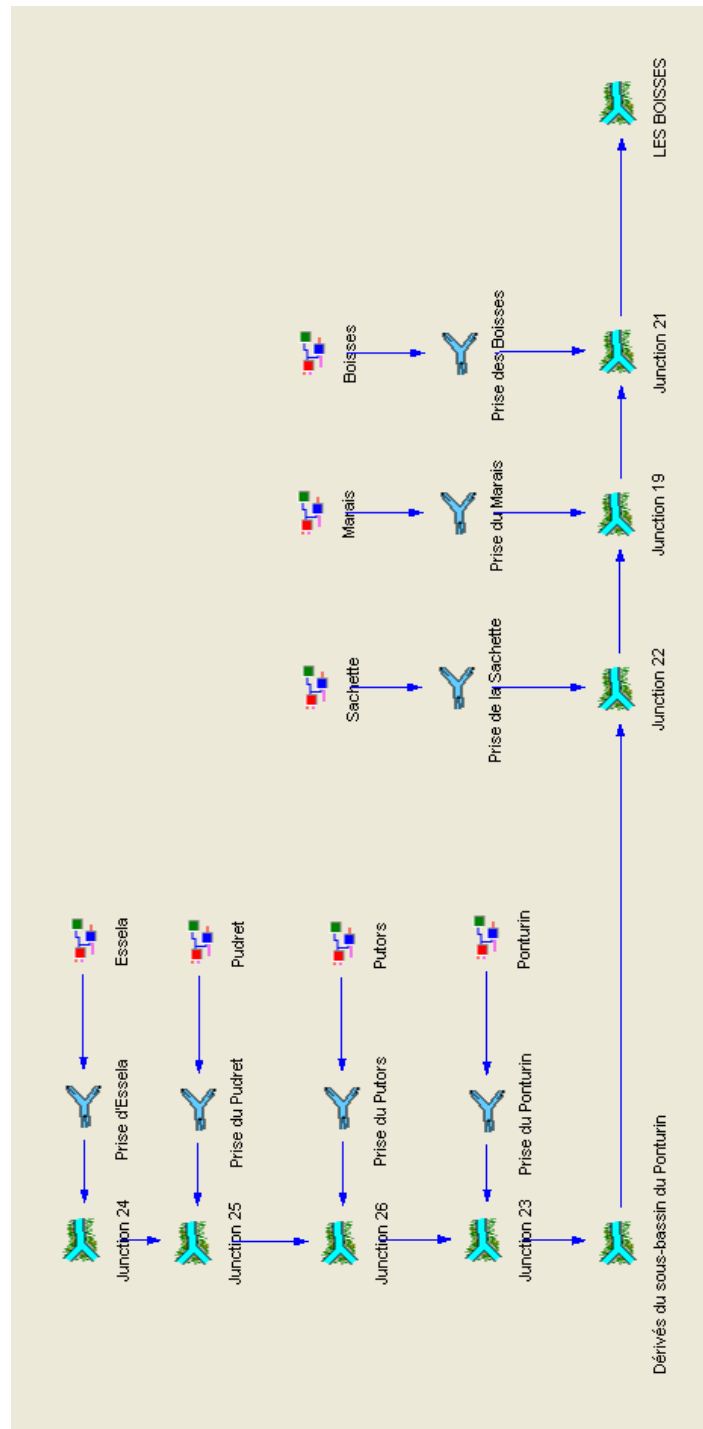 Essela
Prise d'Essela
Junction 24
Pudret
Prise du Pudret
Junction 25
Putors
Prise du Putors
Junction 26
Ponturin
Prise du Ponturin
Junction 23
Dérivés du sous-bassin du Ponturin
Sachette
Prise de la Sachette
Junction 22
Marais
Prise du Marais
Junction 19
Boisses
Prise des Boisses
Junction 21
LES BOISSES